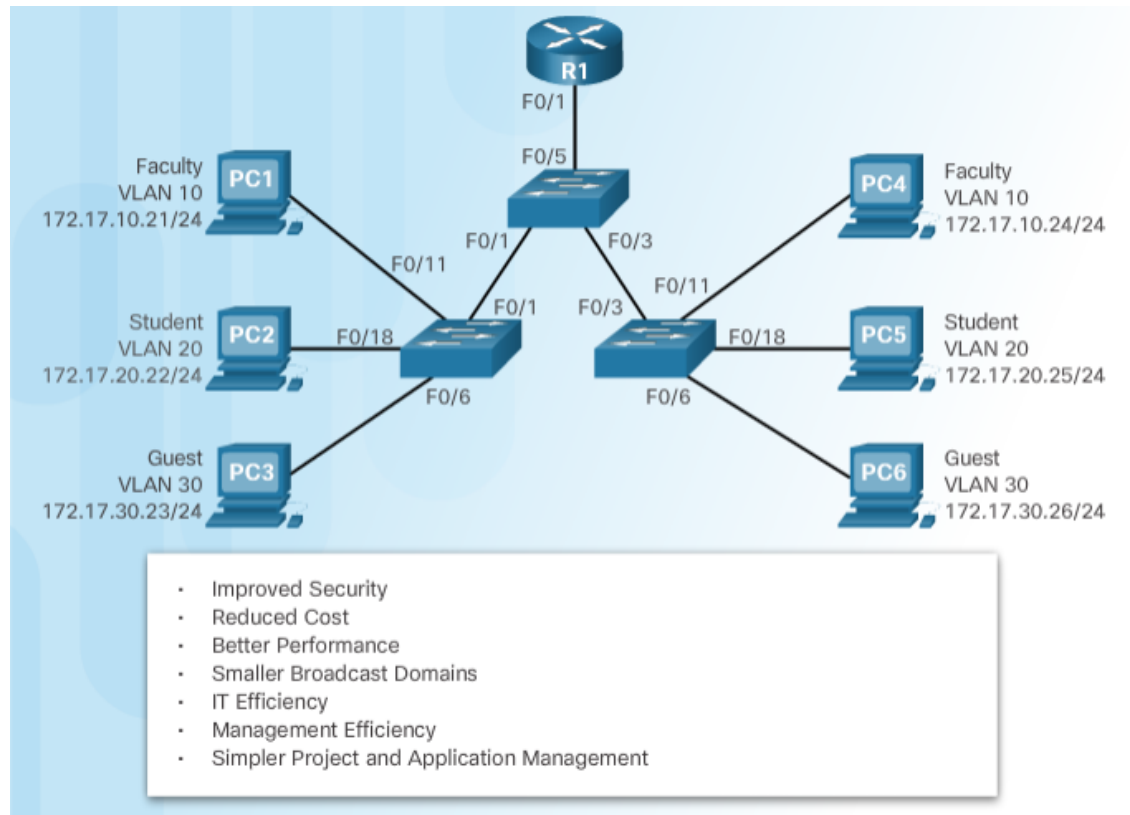 R1
F0/1
F0/5
Faculty
VLAN 10
172.17.10.21/24
PC1
PC4
Faculty
VLAN 10
172.17.10.24/24
F0/1
F0/3
F0/11
F0/11
F0/1
F0/3
Student
VLAN 20
172.17.20.22/24
PC2
F0/18
F0/18
PC5
Student
VLAN 20
172.17.20.25/24
F0/6
F0/6
Guest
VLAN 30
172.17.30.23/24
PC3
PC6
Guest
VLAN 30
172.17.30.26/24
· Improved Security
· Reduced Cost
· Better Performance
· Smaller Broadcast Domains
· IT Efficiency
· Management Efficiency
· Simpler Project and Application Management